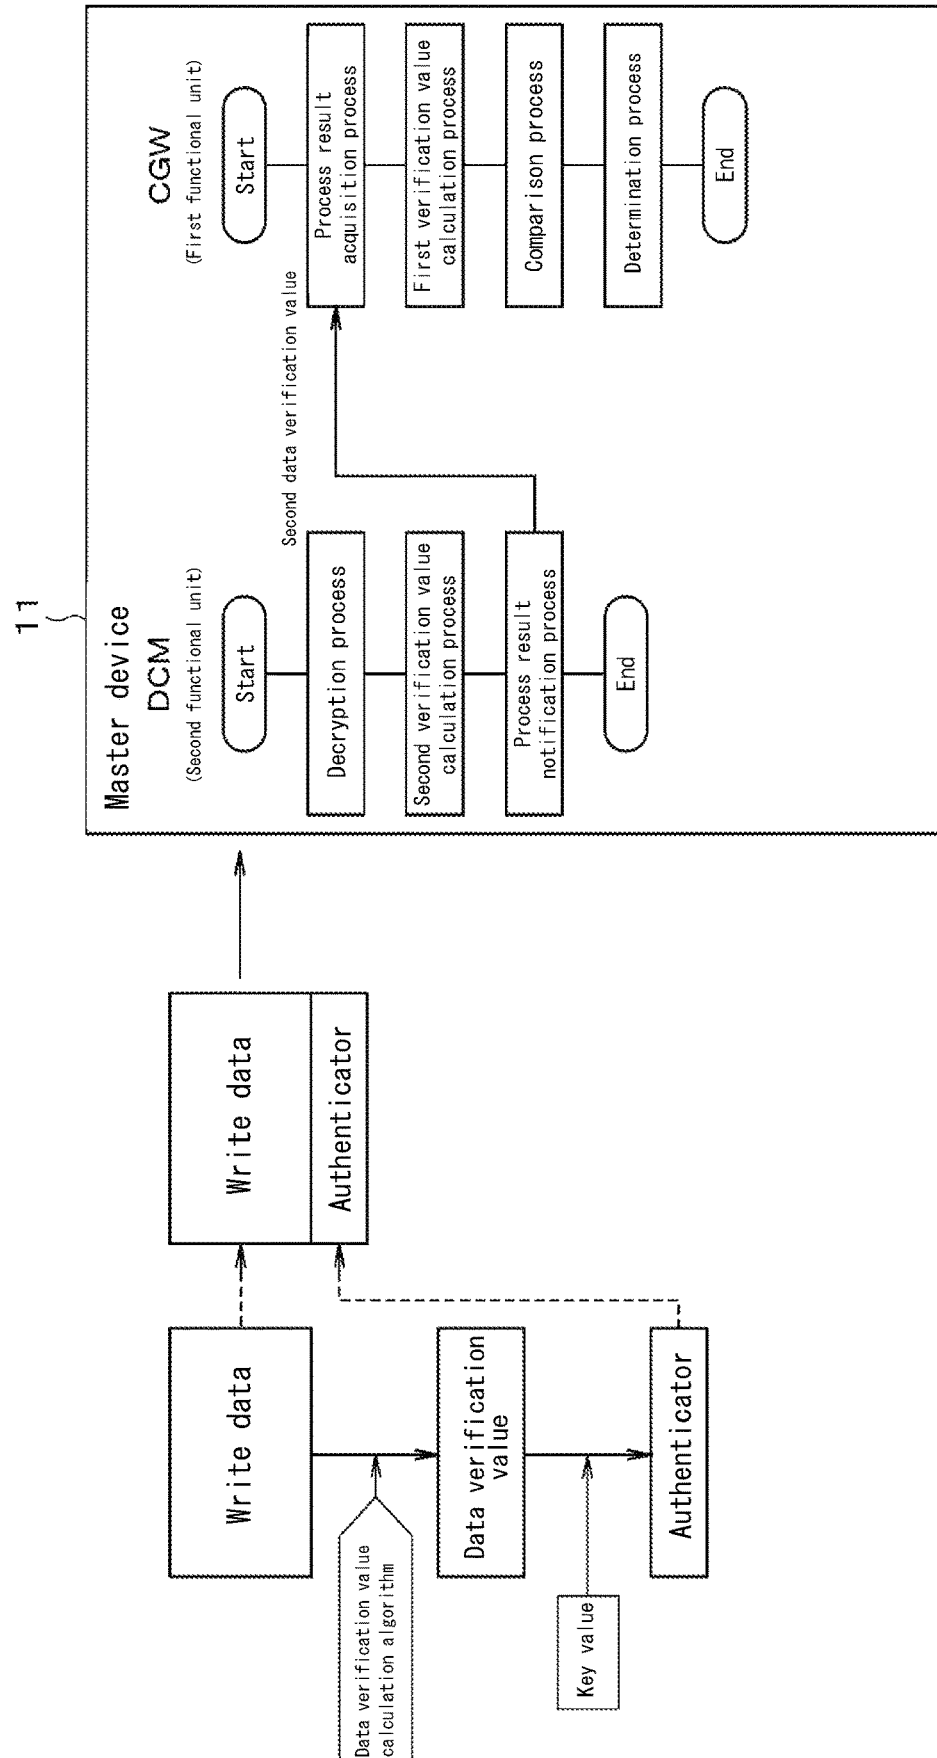 Write data
Data verification value
calculation algorithm
Data verification
value
Key value
Authenticator
Write data
Authenticator
11
Master device
DCM
(Second functional unit)
Start
Decryption process
Second verification value
calculation process
Process result
notification process
End
Second data verification value
CGW
(First functional unit)
Start
Process result
acquisition process
First verification value
calculation process
Comparison process
Determination process
End